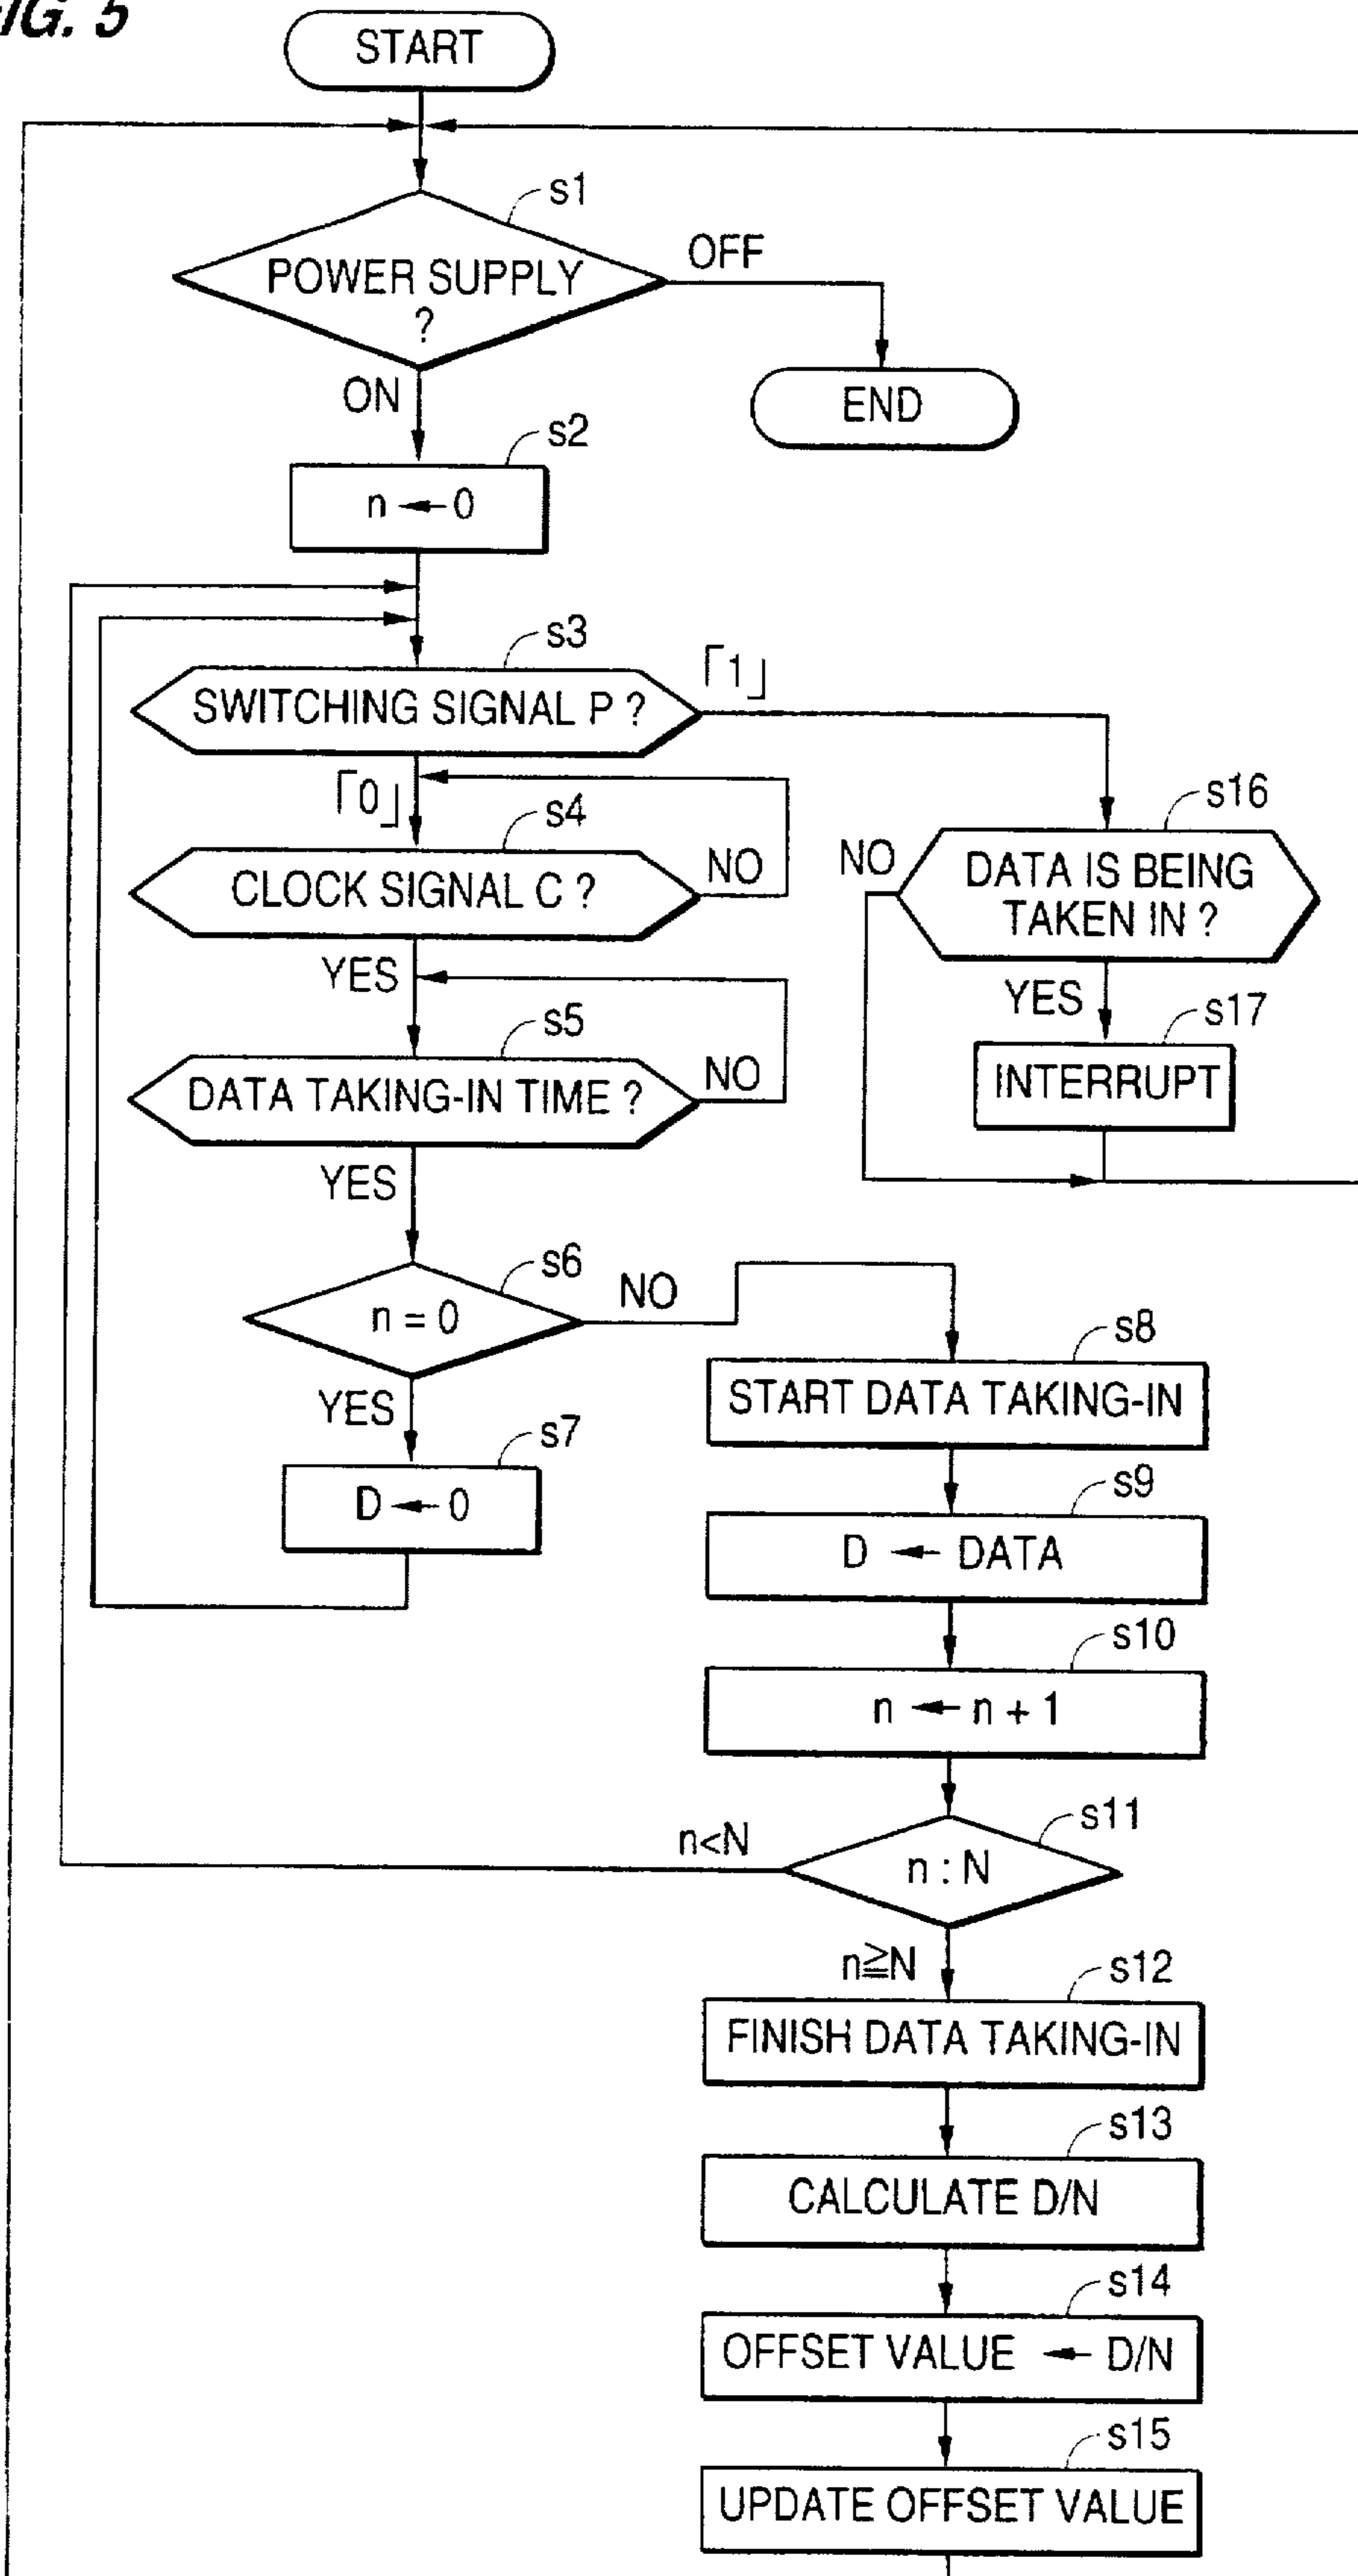 FIG. 5
START
s1
POWER SUPPLY
?
OFF
END
ON
s2
n ← 0
s3
SWITCHING SIGNAL P ?
「1」
「0」
s4
CLOCK SIGNAL C ?
NO
YES
s5
DATA TAKING-IN TIME ?
NO
YES
s16
NO
DATA IS BEING
TAKEN IN ?
YES
s17
INTERRUPT
s6
n = 0
NO
YES
s7
D ← 0
s8
START DATA TAKING-IN
s9
D ← DATA
s10
n ← n + 1
s11
n : N
n<N
n≧N
s12
FINISH DATA TAKING-IN
s13
CALCULATE D/N
s14
OFFSET VALUE ← D/N
s15
UPDATE OFFSET VALUE